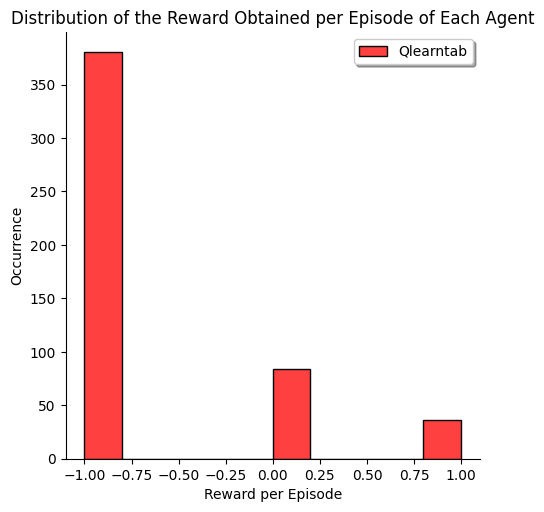 Distribution of the Reward Obtained per Episode of Each Agent
Qlearntab
350
300
250
200
150
100
50
0
Occurrence
−1.00 −0.75 −0.50 −0.25 0.00 0.25 0.50 0.75 1.00
Reward per Episode